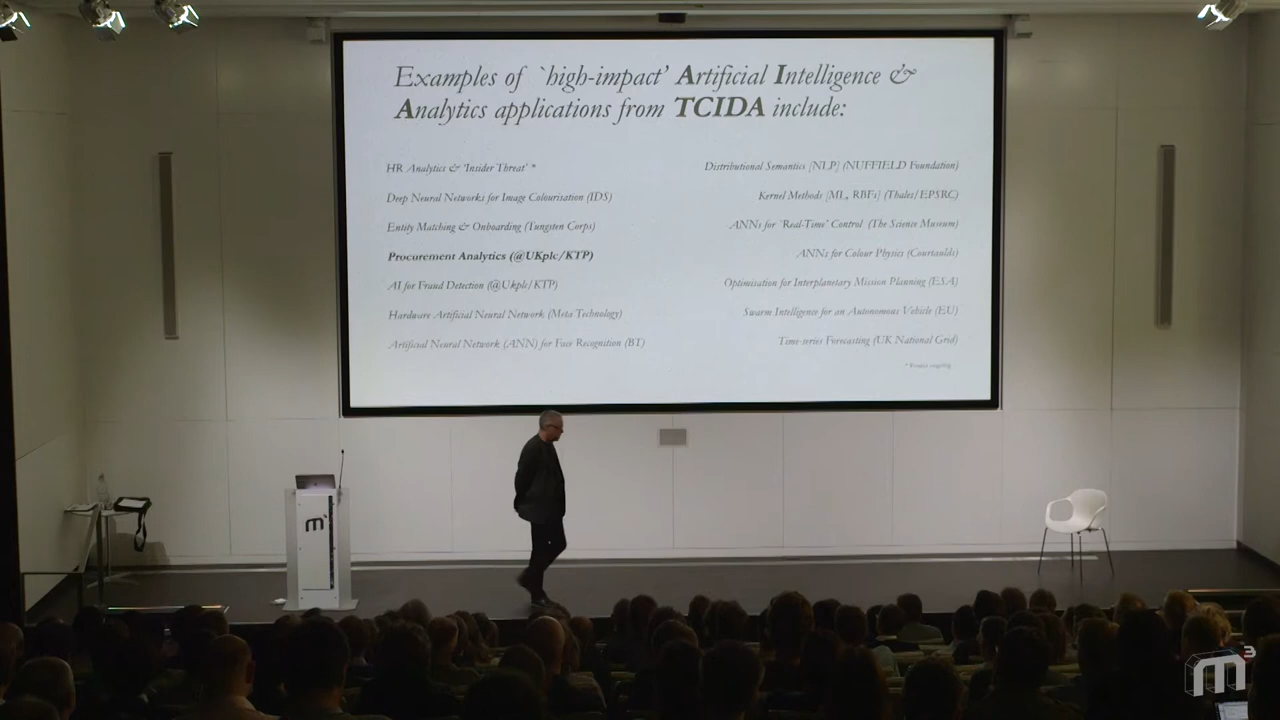 Examples of `high-impact' Artificial Intelligence &
Analytics applications from TCIDA include:
HR Analytics & 'Insider Threat' *
Deep Neural Networks for Image Colourisation (IDS)
Entity Matching & Onboarding (Tungsten Corps)
Procurement Analytics (@UKplc/KTP)
AI for Fraud Detection (@Ukplc/KTP)
Hardware Artificial Neural Network (Meta Technology)
Artificial Neural Network (ANN) for Face Recognition (BT)
Distributional Semantics [NLP] (NUFFIELD Foundation)
Kernel Methods [ML, RBFs] (Thales/EPSRC)
ANNs for 'Real-Time' Control (The Science Museum)
ANNs for Colour Physics (Courtaulds)
Optimisation for Interplanetary Mission Planning (ESA)
Swarm Intelligence for an Autonomous Vehicle (EU)
Time-series Forecasting (UK National Grid)
m
m3